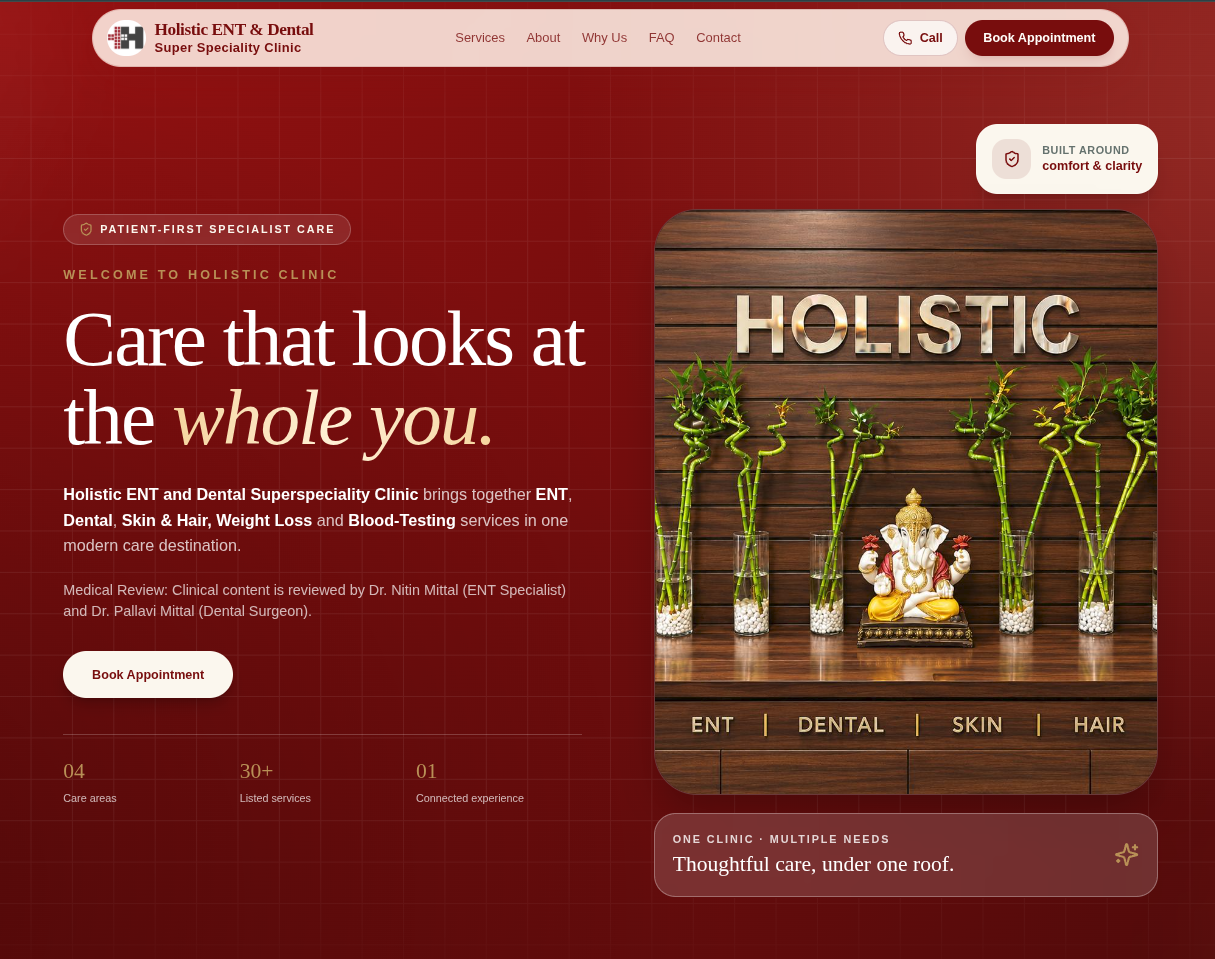 Holistic ENT & Dental
Super Speciality Clinic
Services About Why Us FAQ Contact
Call
Book Appointment
BUILT AROUND
comfort & clarity
PATIENT-FIRST SPECIALIST CARE
WELCOME TO HOLISTIC CLINIC
Care that looks at
the whole you.
Holistic ENT and Dental Superspeciality Clinic brings together ENT,
Dental, Skin & Hair, Weight Loss and Blood-Testing services in one
modern care destination.
Medical Review: Clinical content is reviewed by Dr. Nitin Mittal (ENT Specialist)
and Dr. Pallavi Mittal (Dental Surgeon).
Book Appointment
04
Care areas
30+
Listed services
01
Connected experience
HOLISTIC
ENT | DENTAL | SKIN | HAIR
ONE CLINIC · MULTIPLE NEEDS
Thoughtful care, under one roof.